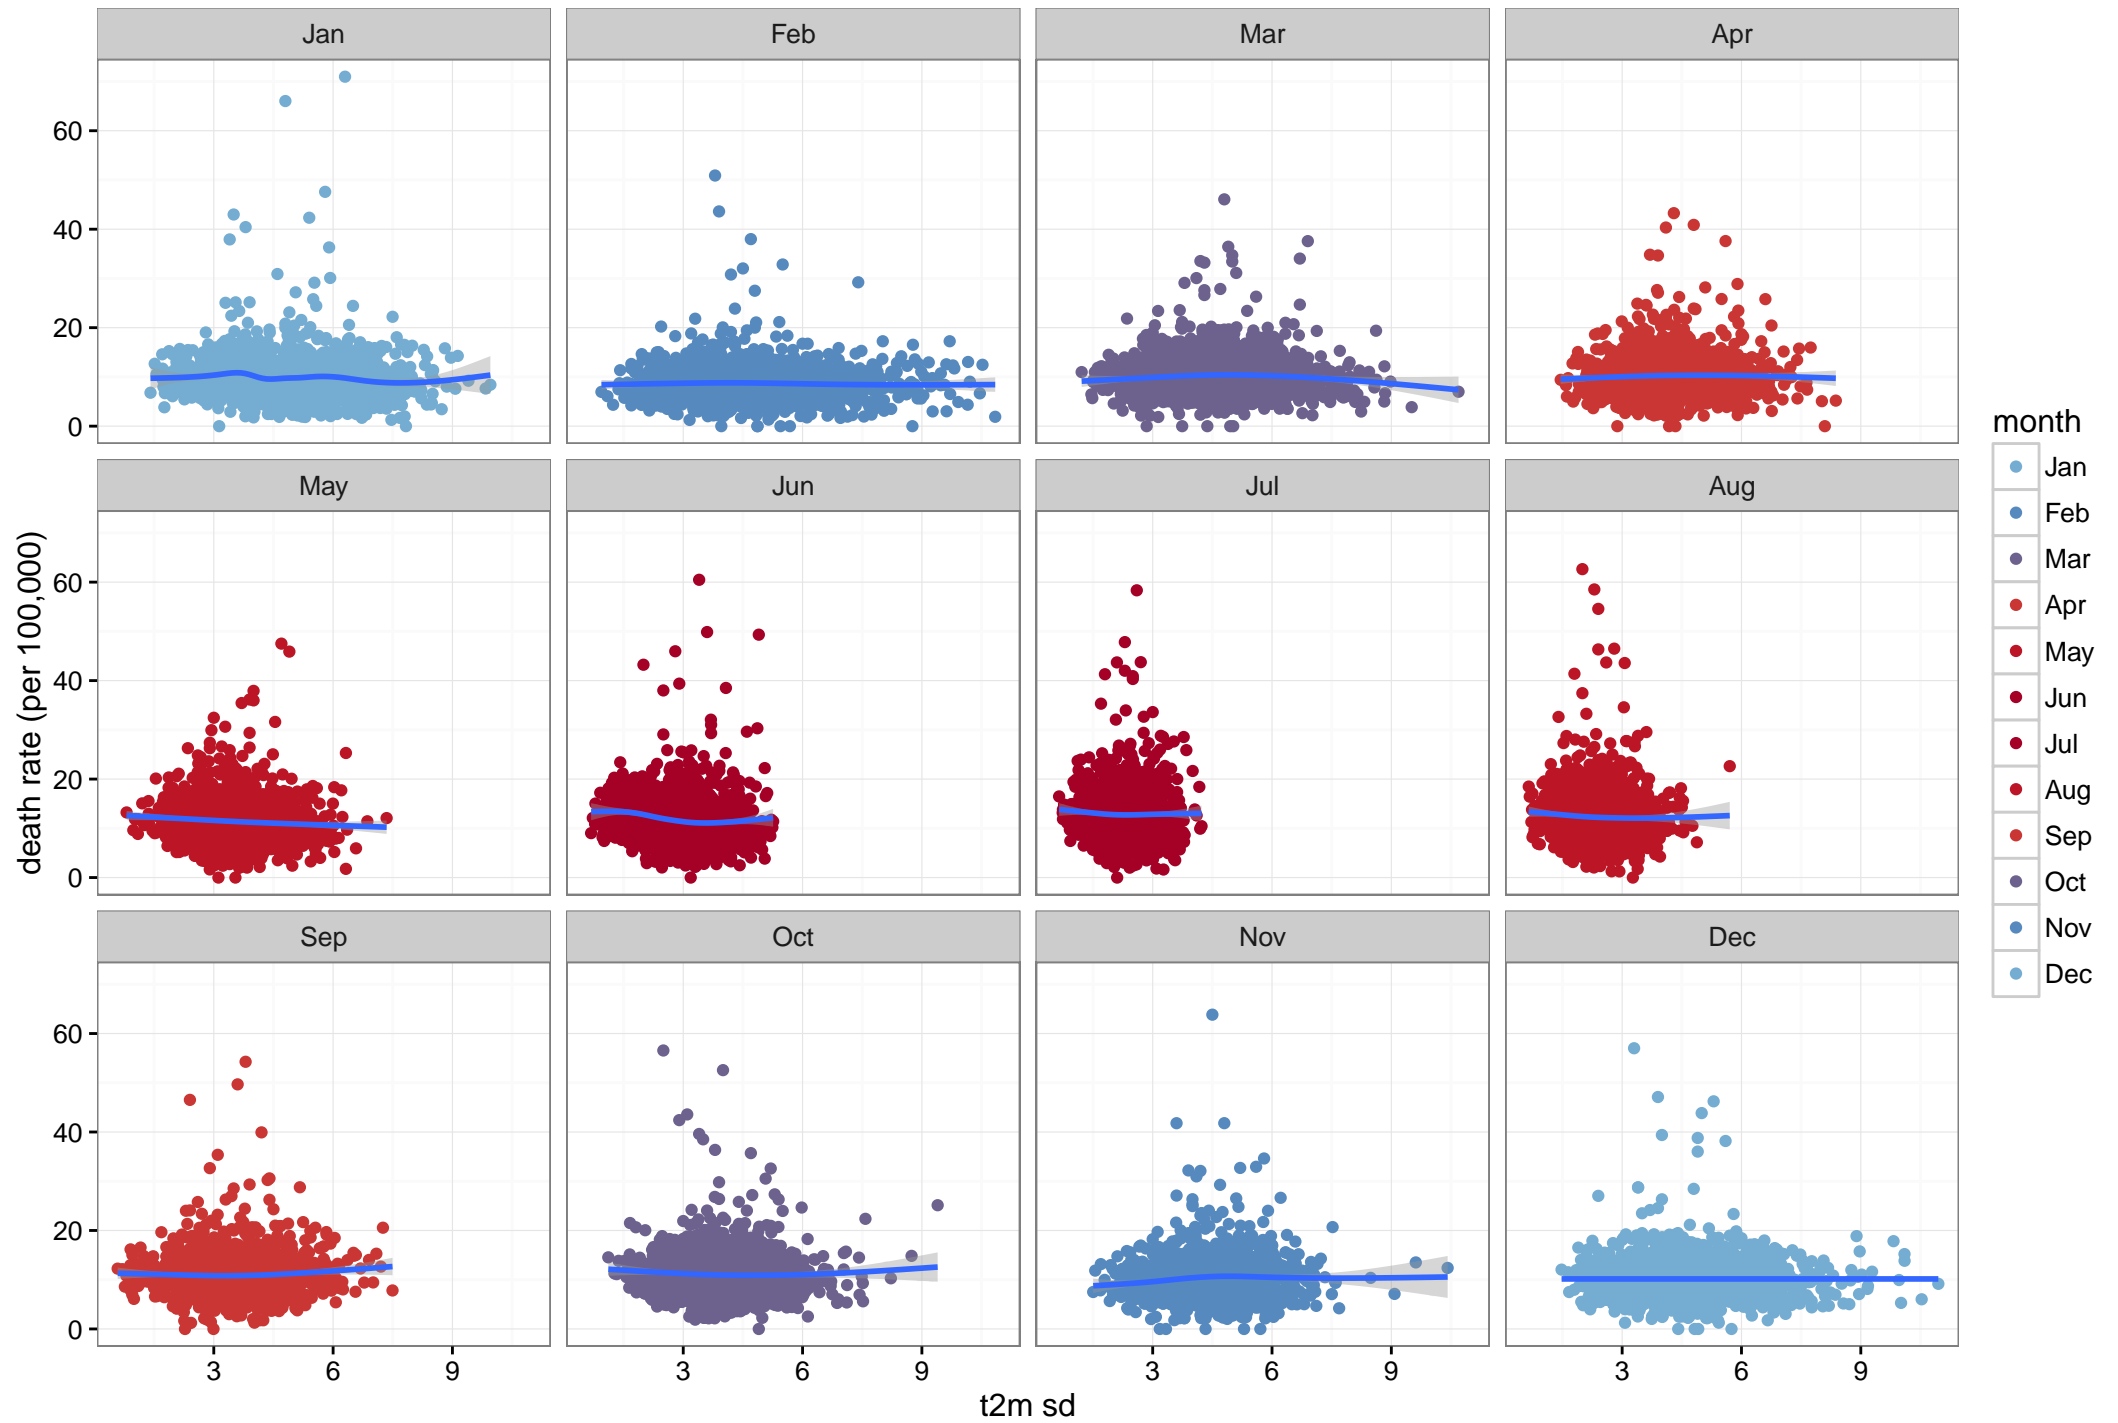 Jan Feb Mar Apr
60
40
20
0
May Jun Jul Aug
60
40
20
0
Sep Oct Nov Dec
60
40
20
0
3 6 9 3 6 9 3 6 9 3 6 9
t2m sd
death rate (per 100,000)
month
Jan
Feb
Mar
Apr
May
Jun
Jul
Aug
Sep
Oct
Nov
Dec